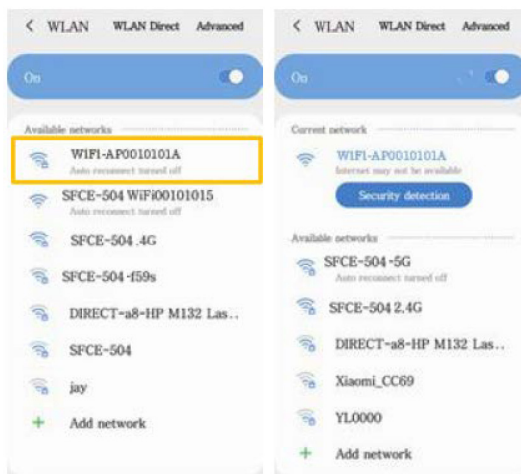 WLAN
WLAN Direct
Advanced
On
Available networks
WIFI-AP0010101A
Auto reconnect turned off
SFCE-504 WiFi00101015
Auto reconnect turned off
SFCE-504 .4G
SFCE-504 -f59s
DIRECT-a8-HP M132 Las..
SFCE-504
jay
Add network
WLAN
WLAN Direct
Advanced
On
Current network
WIFI-AP0010101A
Internet may not be available
Security detection
Available networks
SFCE-504 -5G
Auto reconnect turned off
SFCE-504 2.4G
DIRECT-a8-HP M132 Las..
Xiaomi_CC69
YL0000
Add network